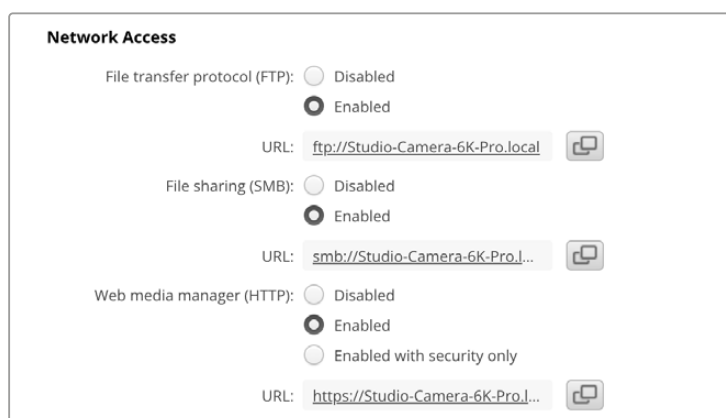 Network Access
File transfer protocol (FTP): Disabled
Enabled
URL: ftp://Studio-Camera-6K-Pro.local
File sharing (SMB): Disabled
Enabled
URL: smb://Studio-Camera-6K-Pro.l...
Web media manager (HTTP): Disabled
Enabled
Enabled with security only
URL: https://Studio-Camera-6K-Pro.l...